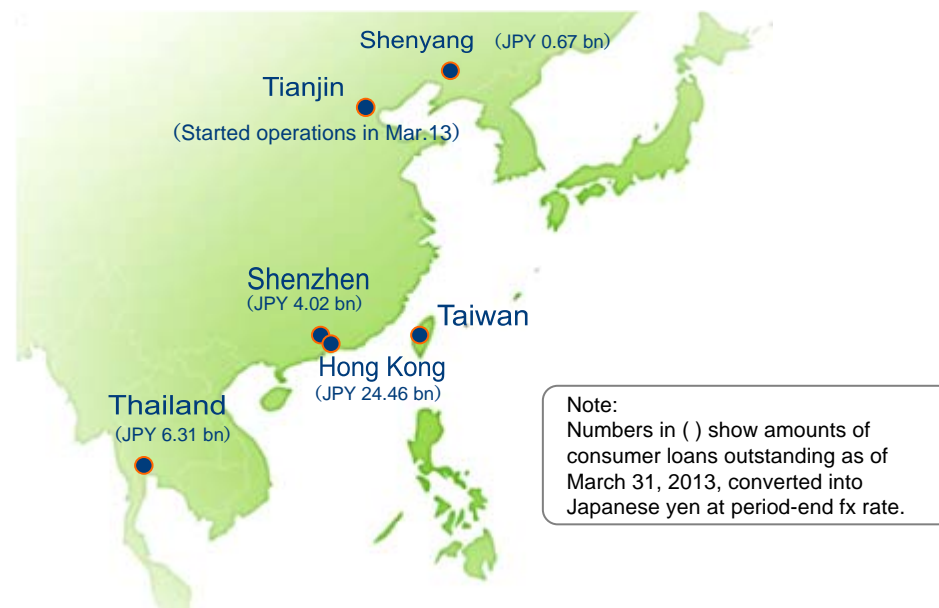 Shenyang （JPY 0.67 bn）
Tianjin
（Started operations in Mar.13）
Shenzhen
（JPY 4.02 bn）
Taiwan
Hong Kong
（JPY 24.46 bn）
Thailand
（JPY 6.31 bn）
Note:
Numbers in ( ) show amounts of
consumer loans outstanding as of
March 31, 2013, converted into
Japanese yen at period-end fx rate.